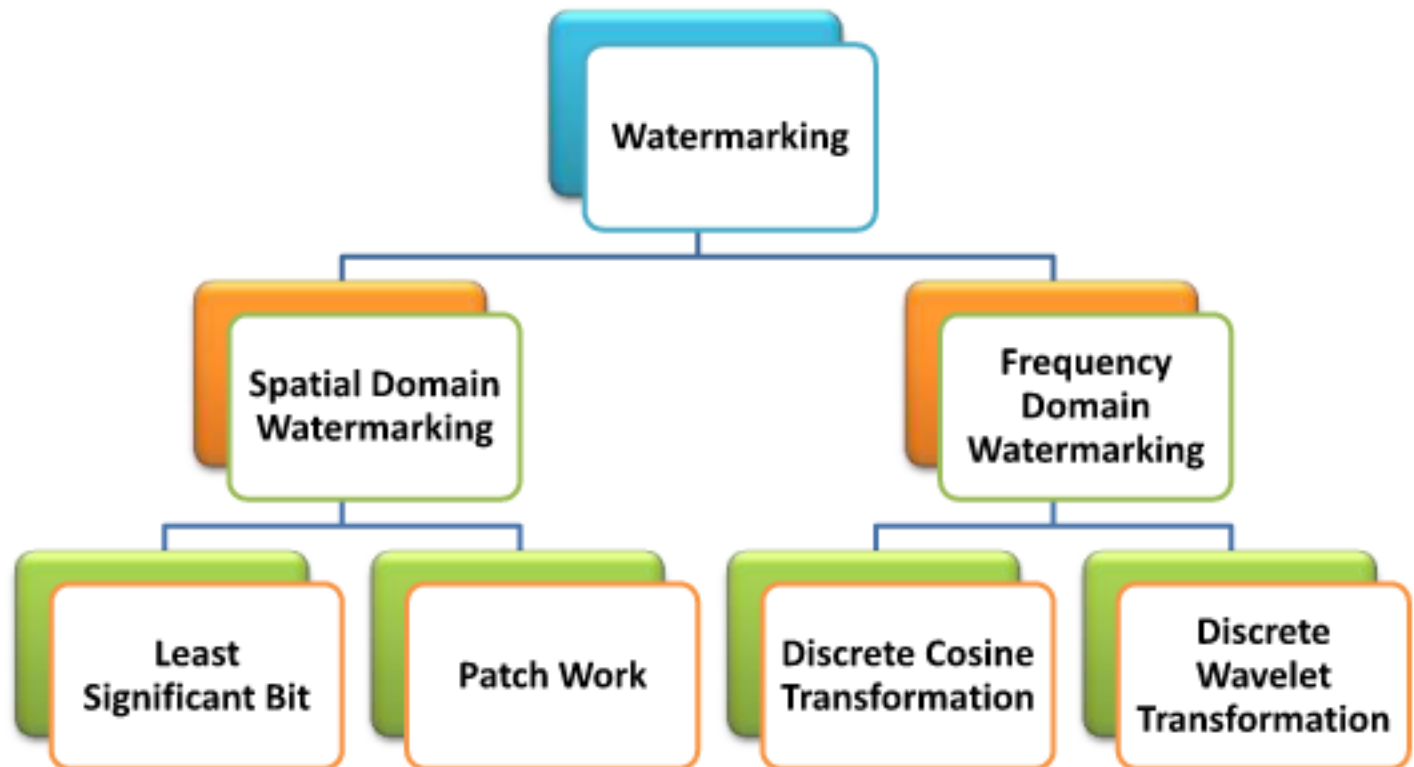 Watermarking
Spatial Domain
Watermarking
Frequency
Domain
Watermarking
Least
Significant Bit
Patch Work
Discrete Cosine
Transformation
Discrete
Wavelet
Transformation